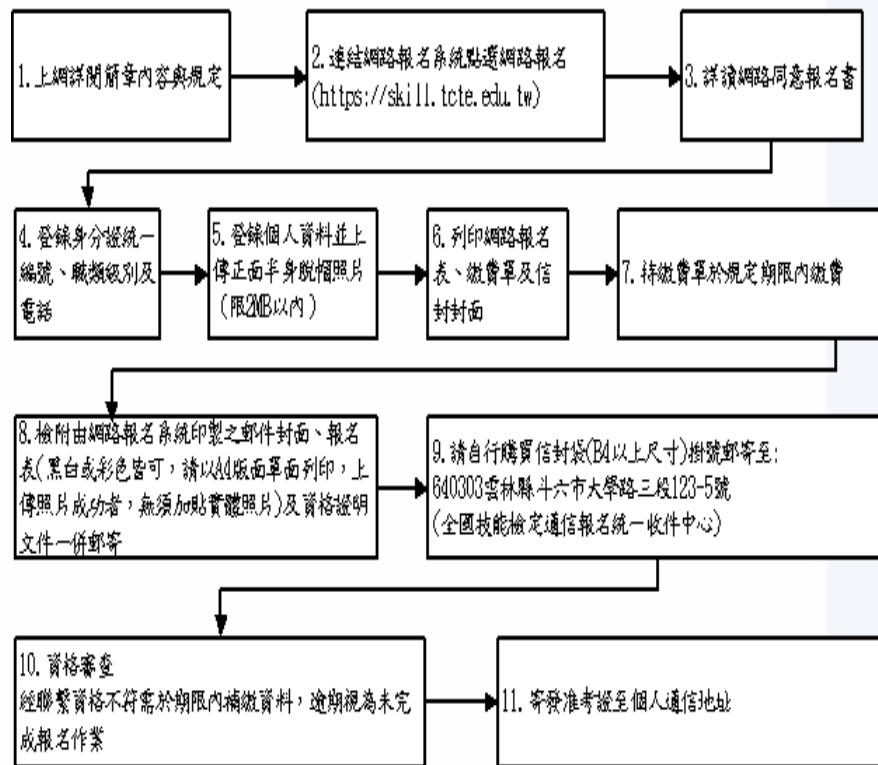 1. 上網詳閱簡章內容與規定
2. 連結網路報名系統點選網路報名
(https://skill.tcte.edu.tw)
3. 詳讀網路同意報名書
4. 登錄身分證統一
編號、職類級別及
電話
5. 登錄個人資料並上
傳正面半身脫帽照片
(限2MB以內)
6. 列印網路報名
表、繳費單及信
封封面
7. 持繳費單於規定期限內繳費
8. 檢附由網路報名系統印製之郵件封面、報名
表(黑白或彩色皆可,請以A4版面單面列印,上
傳照片成功者,無須加貼實體照片)及資格證明
文件一併郵寄
9. 請自行購買信封袋(B4以上尺寸)掛號郵寄至:
640303雲林縣斗六市大學路三段123-5號
(全國技能檢定通信報名統一收件中心)
10. 資格審查
經聯繫資格不符需於期限內補繳資料,逾期視為未完
成報名作業
11. 寄發准考證至個人通信地址